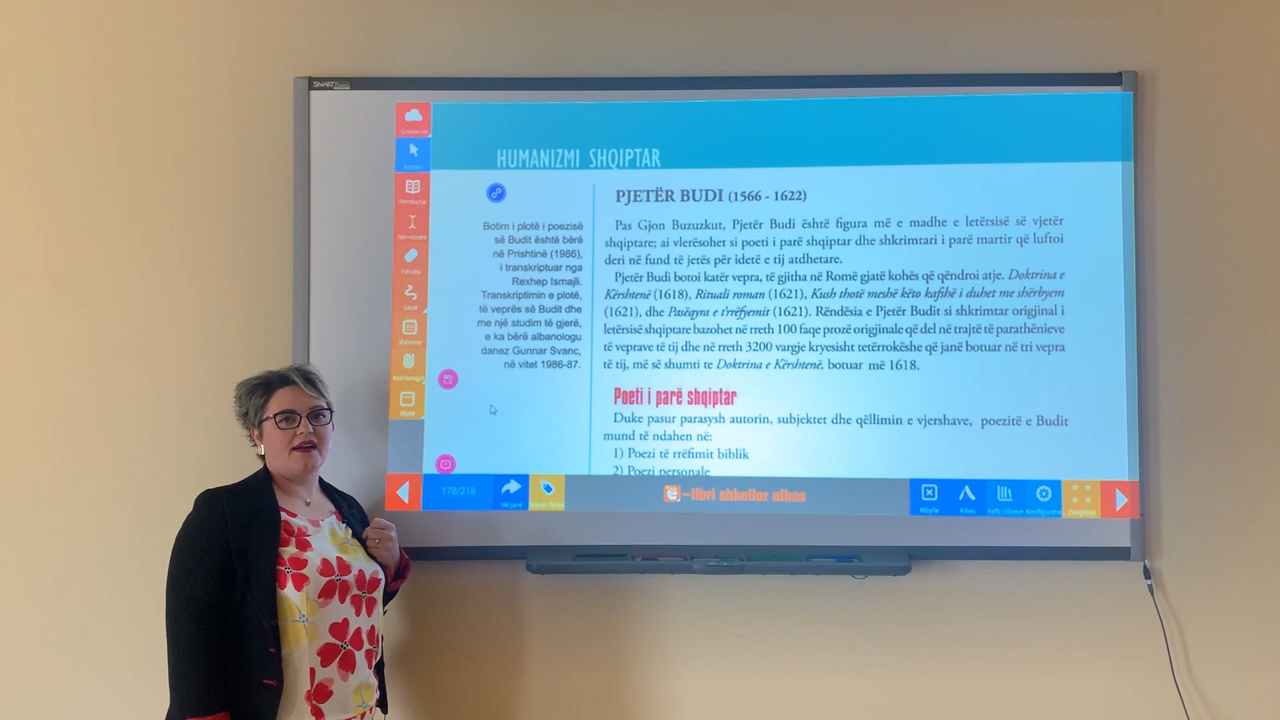 SMART
HUMANIZMI SHQIPTAR
Botim i plotë i poezisë
së Budit është bërë
në Prishtinë (1986),
i transkriptuar nga
Rexhep Ismajli.
Transkriptimin e plotë,
të veprës së Budit dhe
me një studim të gjerë,
e ka bërë albanologu
danez Gunnar Svanc,
në vitet 1986-87.
PJETËR BUDI (1566 - 1622)
Pas Gjon Buzuzkut, Pjetër Budi është figura më e madhe e letërsisë së vjetër
shqiptare; ai vlerësohet si poeti i parë shqiptar dhe shkrimtari i parë martir që luftoi
deri në fund të jetës për idetë e tij atdhetare.
Pjetër Budi botoi katër vepra, të gjitha në Romë gjatë kohës që qëndroi atje. Doktrina e
Kërshtenë (1618), Rituali roman (1621), Kush thotë meshë këto kafshë i duhet me shërbyem
(1621), dhe Pasëqyra e t'rrëfyemit (1621). Rëndësia e Pjetër Budit si shkrimtar origjinal i
letërsisë shqiptare bazohet në rreth 100 faqe prozë origjinale që del në trajtë të parathënieve
të veprave të tij dhe në rreth 3200 vargje kryesisht tetërrokëshe që janë botuar në tri vepra
të tij, më së shumti te Doktrina e Kërshtenë, botuar më 1618.
Poeti i parë shqiptar
Duke pasur parasysh autorin, subjektet dhe qëllimin e vjershave, poezitë e Budit
mund të ndahen në:
1) Poezi të rrëfimit biblik
2) Poezi personale
178/218
e-libri shkollor albas
Mbylle
Albas
Konfigurime